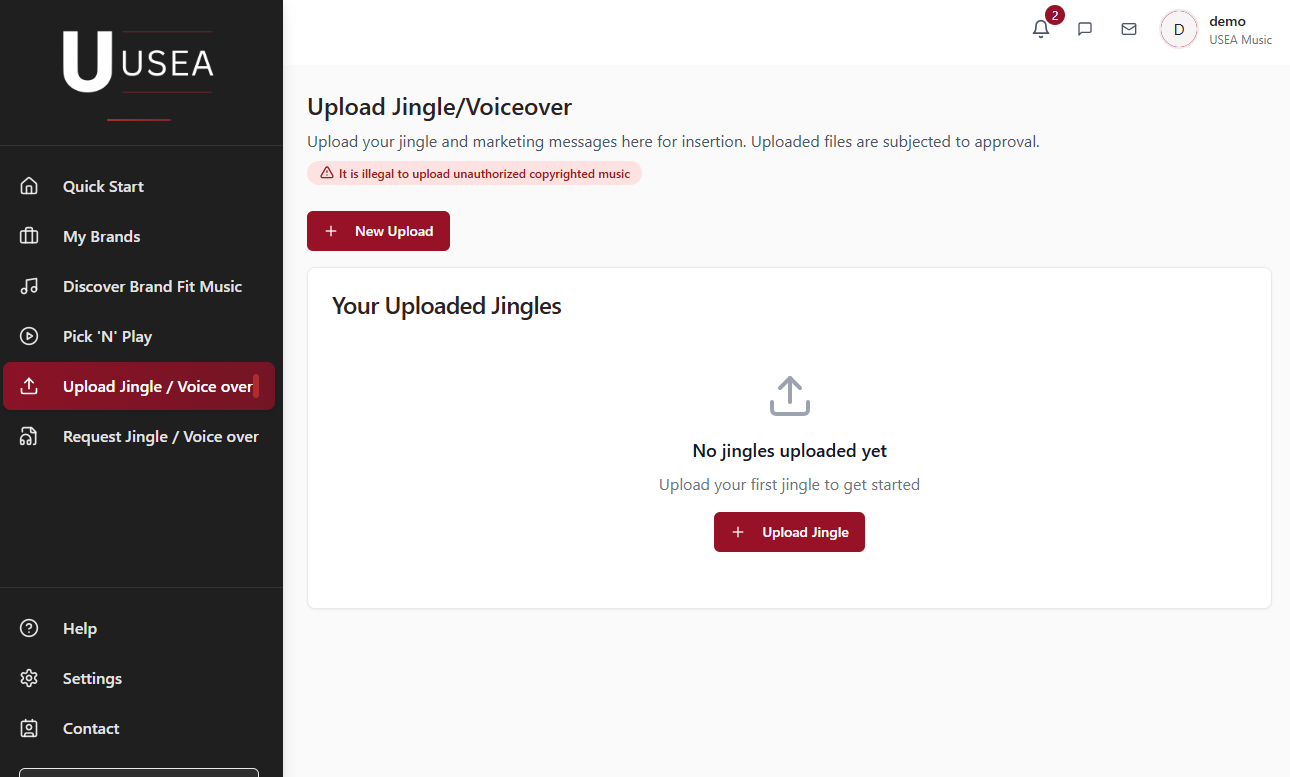 U USEA
2
D
demo
USEA Music
Quick Start
My Brands
Discover Brand Fit Music
Pick 'N' Play
Upload Jingle / Voice over
Request Jingle / Voice over
Help
Settings
Contact
Upload Jingle/Voiceover
Upload your jingle and marketing messages here for insertion. Uploaded files are subjected to approval.
It is illegal to upload unauthorized copyrighted music
New Upload
Your Uploaded Jingles
No jingles uploaded yet
Upload your first jingle to get started
Upload Jingle